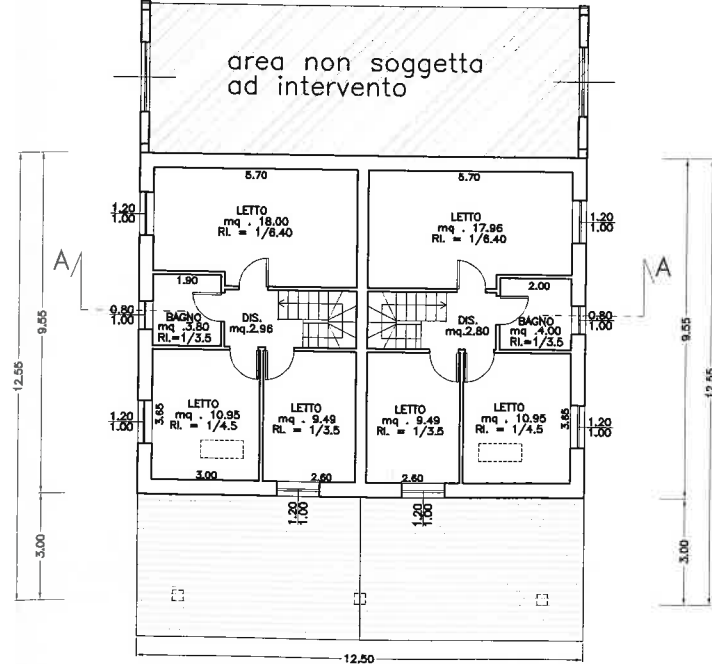 area non soggetta
ad intervento
5.70
5.70
LETTO
mq . 18.00
RI. = 1/6.40
LETTO
mq . 17.96
RI. = 1/6.40
1.20
1.00
1.20
1.00
A
A
1.90
2.00
0.80
1.00
BAGNO
mq .3.80
RI.=1/3.5
DIS.
mq.2.96
DIS.
mq.2.80
BAGNO
mq .4.00
RI.=1/3.5
0.80
1.00
9.55
12.55
9.55
12.55
1.20
1.00
3.65
LETTO
mq . 10.95
RI. = 1/4.5
LETTO
mq . 9.49
RI. = 1/3.5
LETTO
mq . 9.49
RI. = 1/3.5
LETTO
mq . 10.95
RI. = 1/4.5
3.65
1.20
1.00
3.00
2.60
2.60
1.20
1.00
1.20
1.00
3.00
3.00
12.50